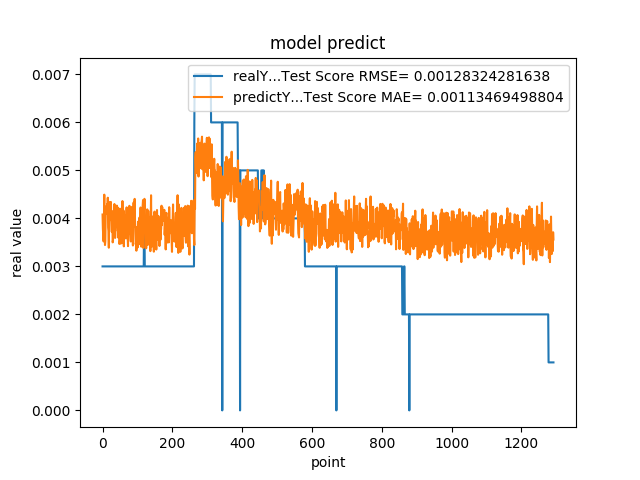 model predict
realY...Test Score RMSE= 0.00128324281638
predictY...Test Score MAE= 0.00113469498804
0.007
0.006
0.005
0.004
0.003
0.002
0.001
0.000
real value
0 200 400 600 800 1000 1200
point